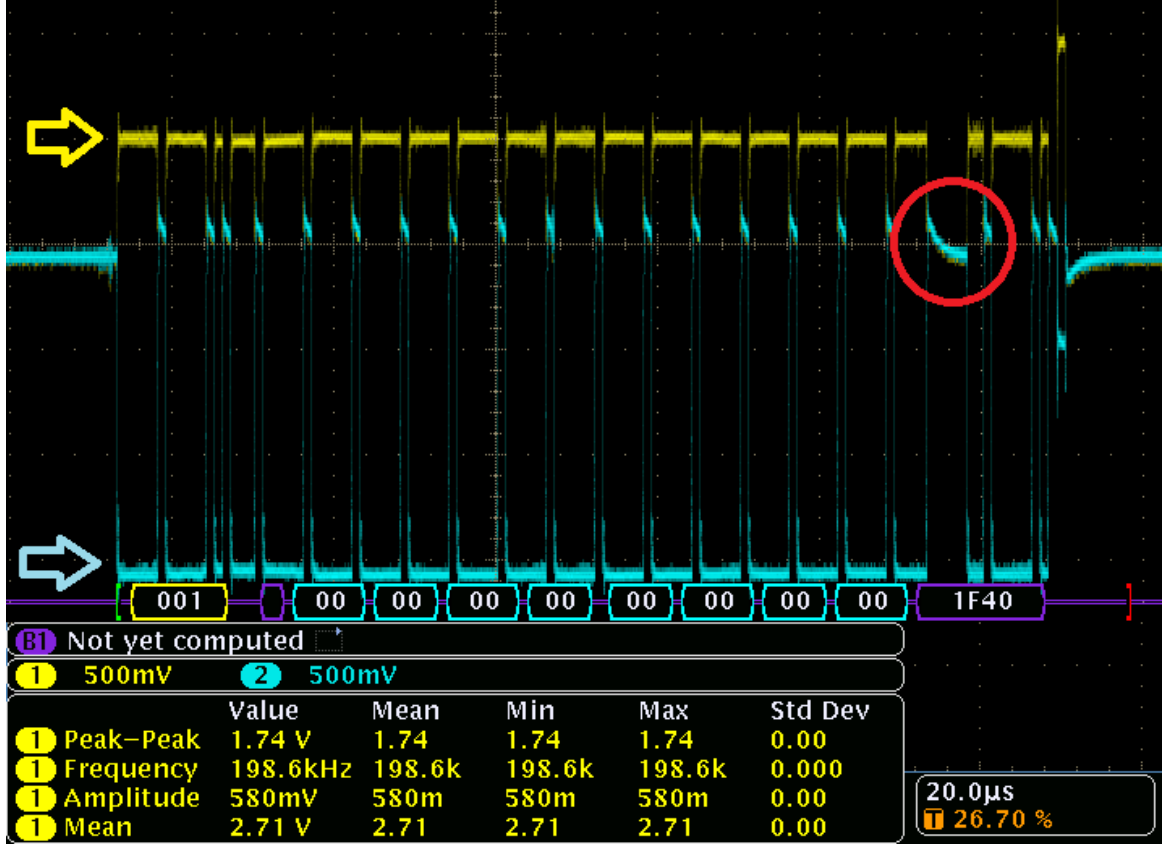 001 00 00 00 00 00 00 00 00 1F40
B1 Not yet computed
1 500mV 2 500mV
Value Mean Min Max Std Dev
1 Peak-Peak 1.74 V 1.74 1.74 1.74 0.00
1 Frequency 198.6kHz 198.6k 198.6k 198.6k 0.000
1 Amplitude 580mV 580m 580m 580m 0.00
1 Mean 2.71 V 2.71 2.71 2.71 0.00
20.0µs
T 26.70 %